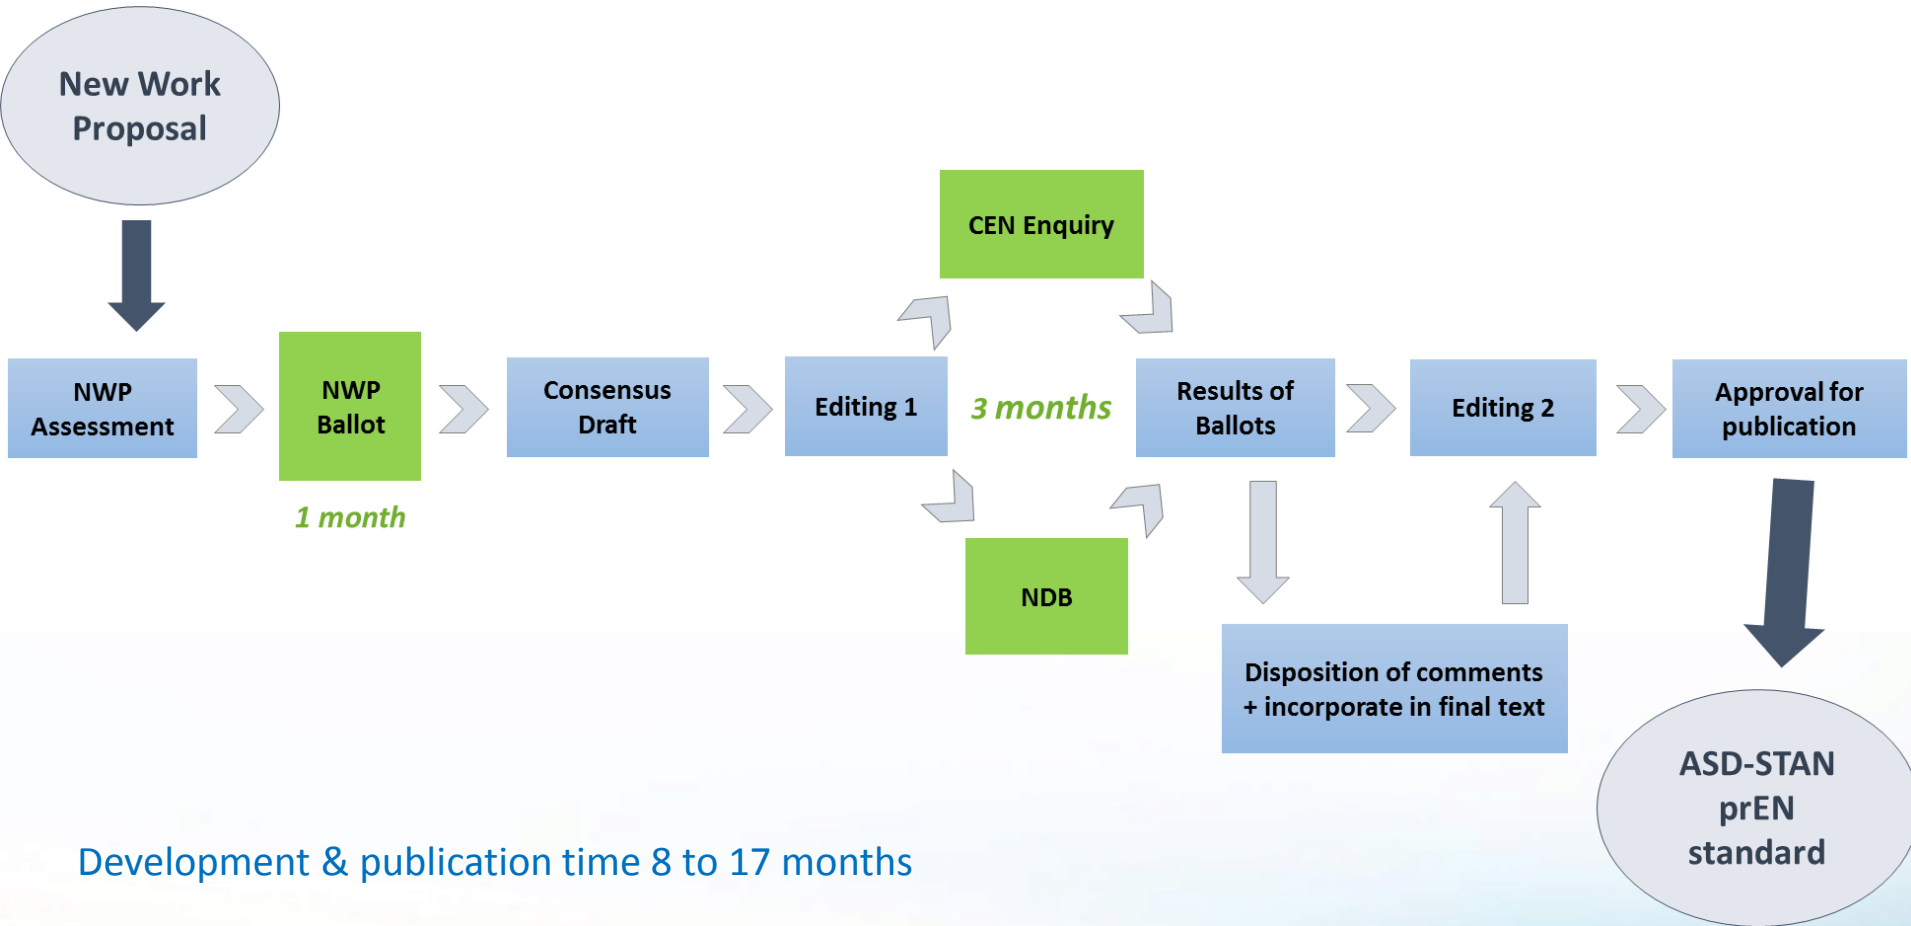 New Work
Proposal
CEN Enquiry
NWP
Assessment
NWP
Ballot
1 month
Consensus
Draft
Editing 1
3 months
Results of
Ballots
Editing 2
Approval for
publication
NDB
Disposition of comments
+ incorporate in final text
ASD-STAN
prEN
standard
Development & publication time 8 to 17 months